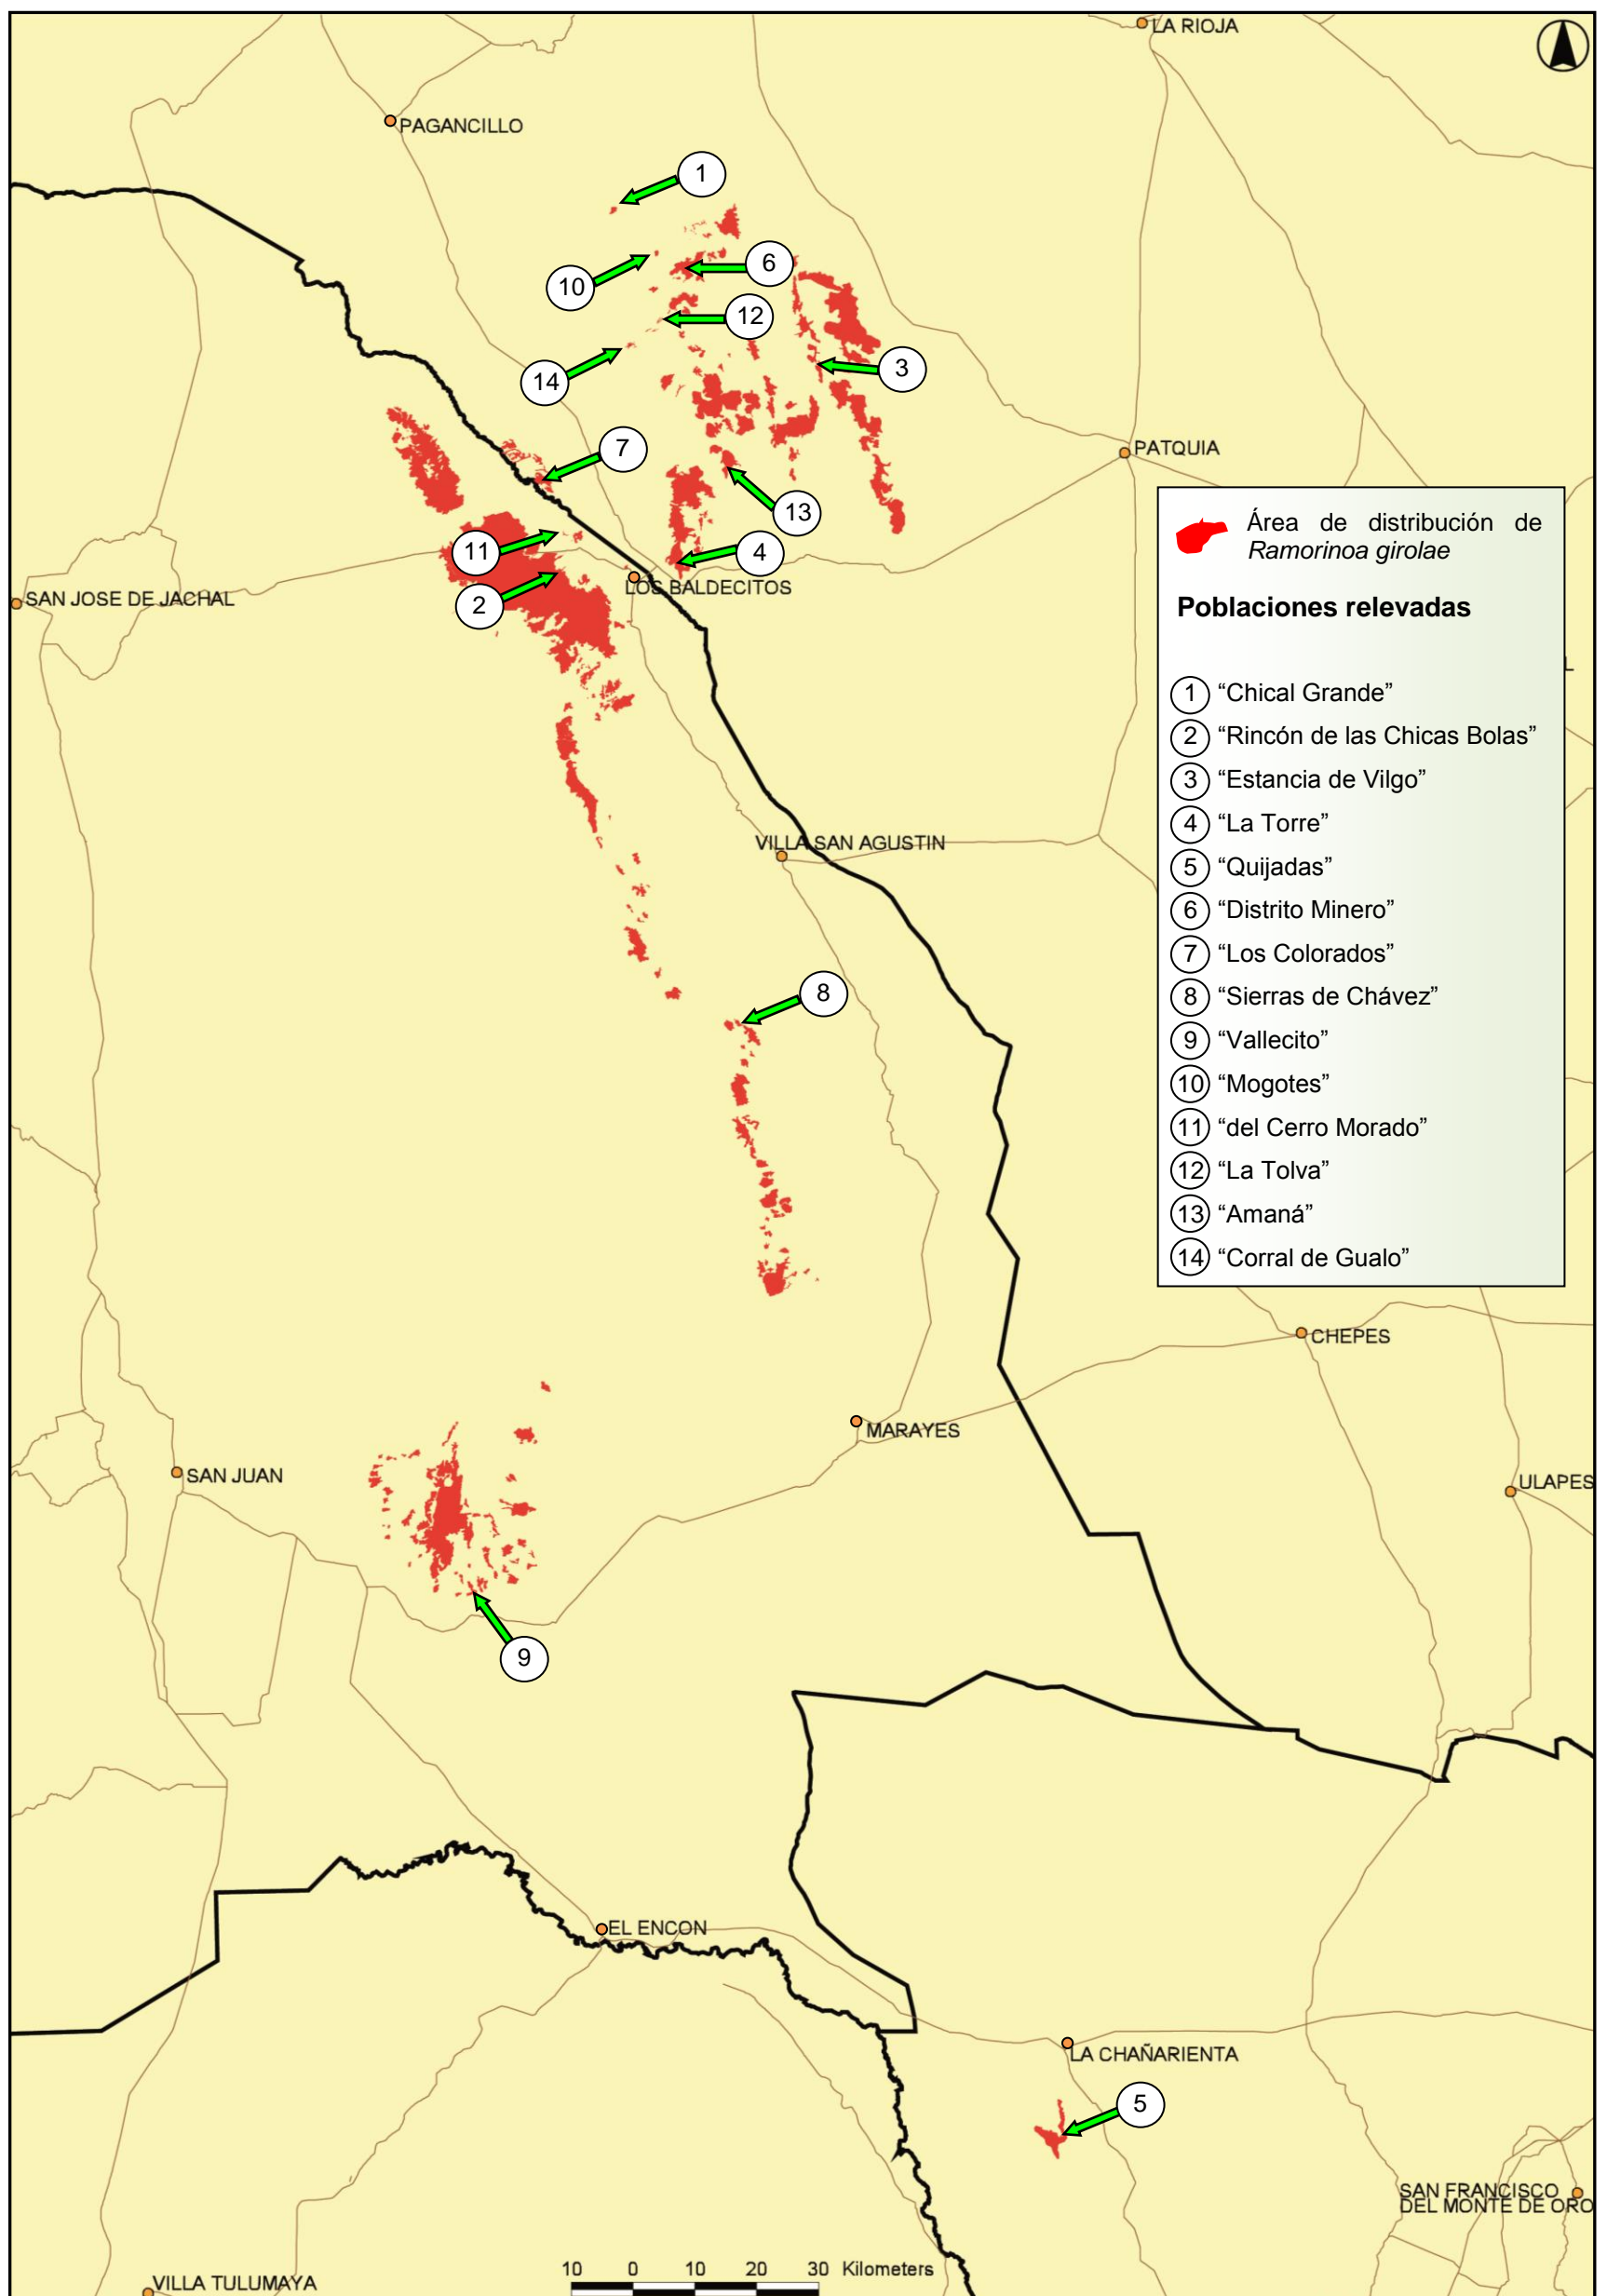 LA RIOJA
PAGANCILLO
1
6
10
12
3
14
7
PATQUIA
13
11
4
LOS BALDECITOS
SAN JOSE DE JACHAL
2
Área de distribución de
Ramorinoa girolae
Poblaciones relevadas
L
1 “Chical Grande”
2 “Rincón de las Chicas Bolas”
3 “Estancia de Vilgo”
4 “La Torre”
5 “Quijadas”
6 “Distrito Minero”
7 “Los Colorados”
8 “Sierras de Chávez”
9 “Vallecito”
10 “Mogotes”
11 “del Cerro Morado”
12 “La Tolva”
13 “Amaná”
14 “Corral de Gualo”
VILLA SAN AGUSTIN
8
CHEPES
MARAYES
SAN JUAN
ULAPES
9
EL ENCON
LA CHAÑARIENTA
5
SAN FRANCISCO
DEL MONTE DE ORO
10 0 10 20 30 Kilometers
VILLA TULUMAYA